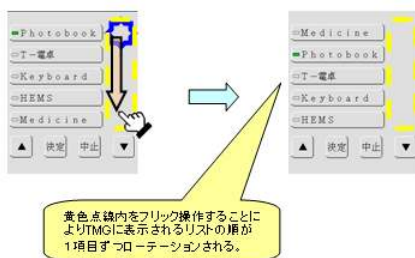 Photobook
T-電卓
Keyboard
HEMS
Medicine
▲ 決定 中止 ▼
Medicine
Photobook
T-電卓
Keyboard
HEMS
▲ 決定 中止 ▼
黄色点線内をフリック操作することに
よりTMGに表示されるリストの順が
1項目ずつローテーションされる。